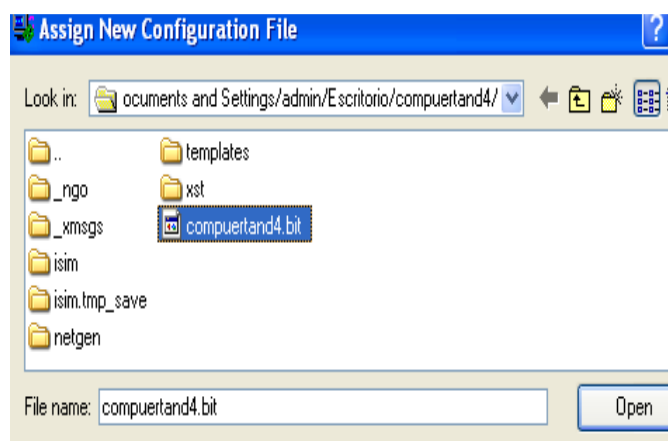 Assign New Configuration File ?
Look in: ocuments and Settings/admin/Escritorio/compuertand4/
.. templates
_ngo xst
_xmsgs compuertand4.bit
isim
isim.tmp_save
netgen
File name: compuertand4.bit Open